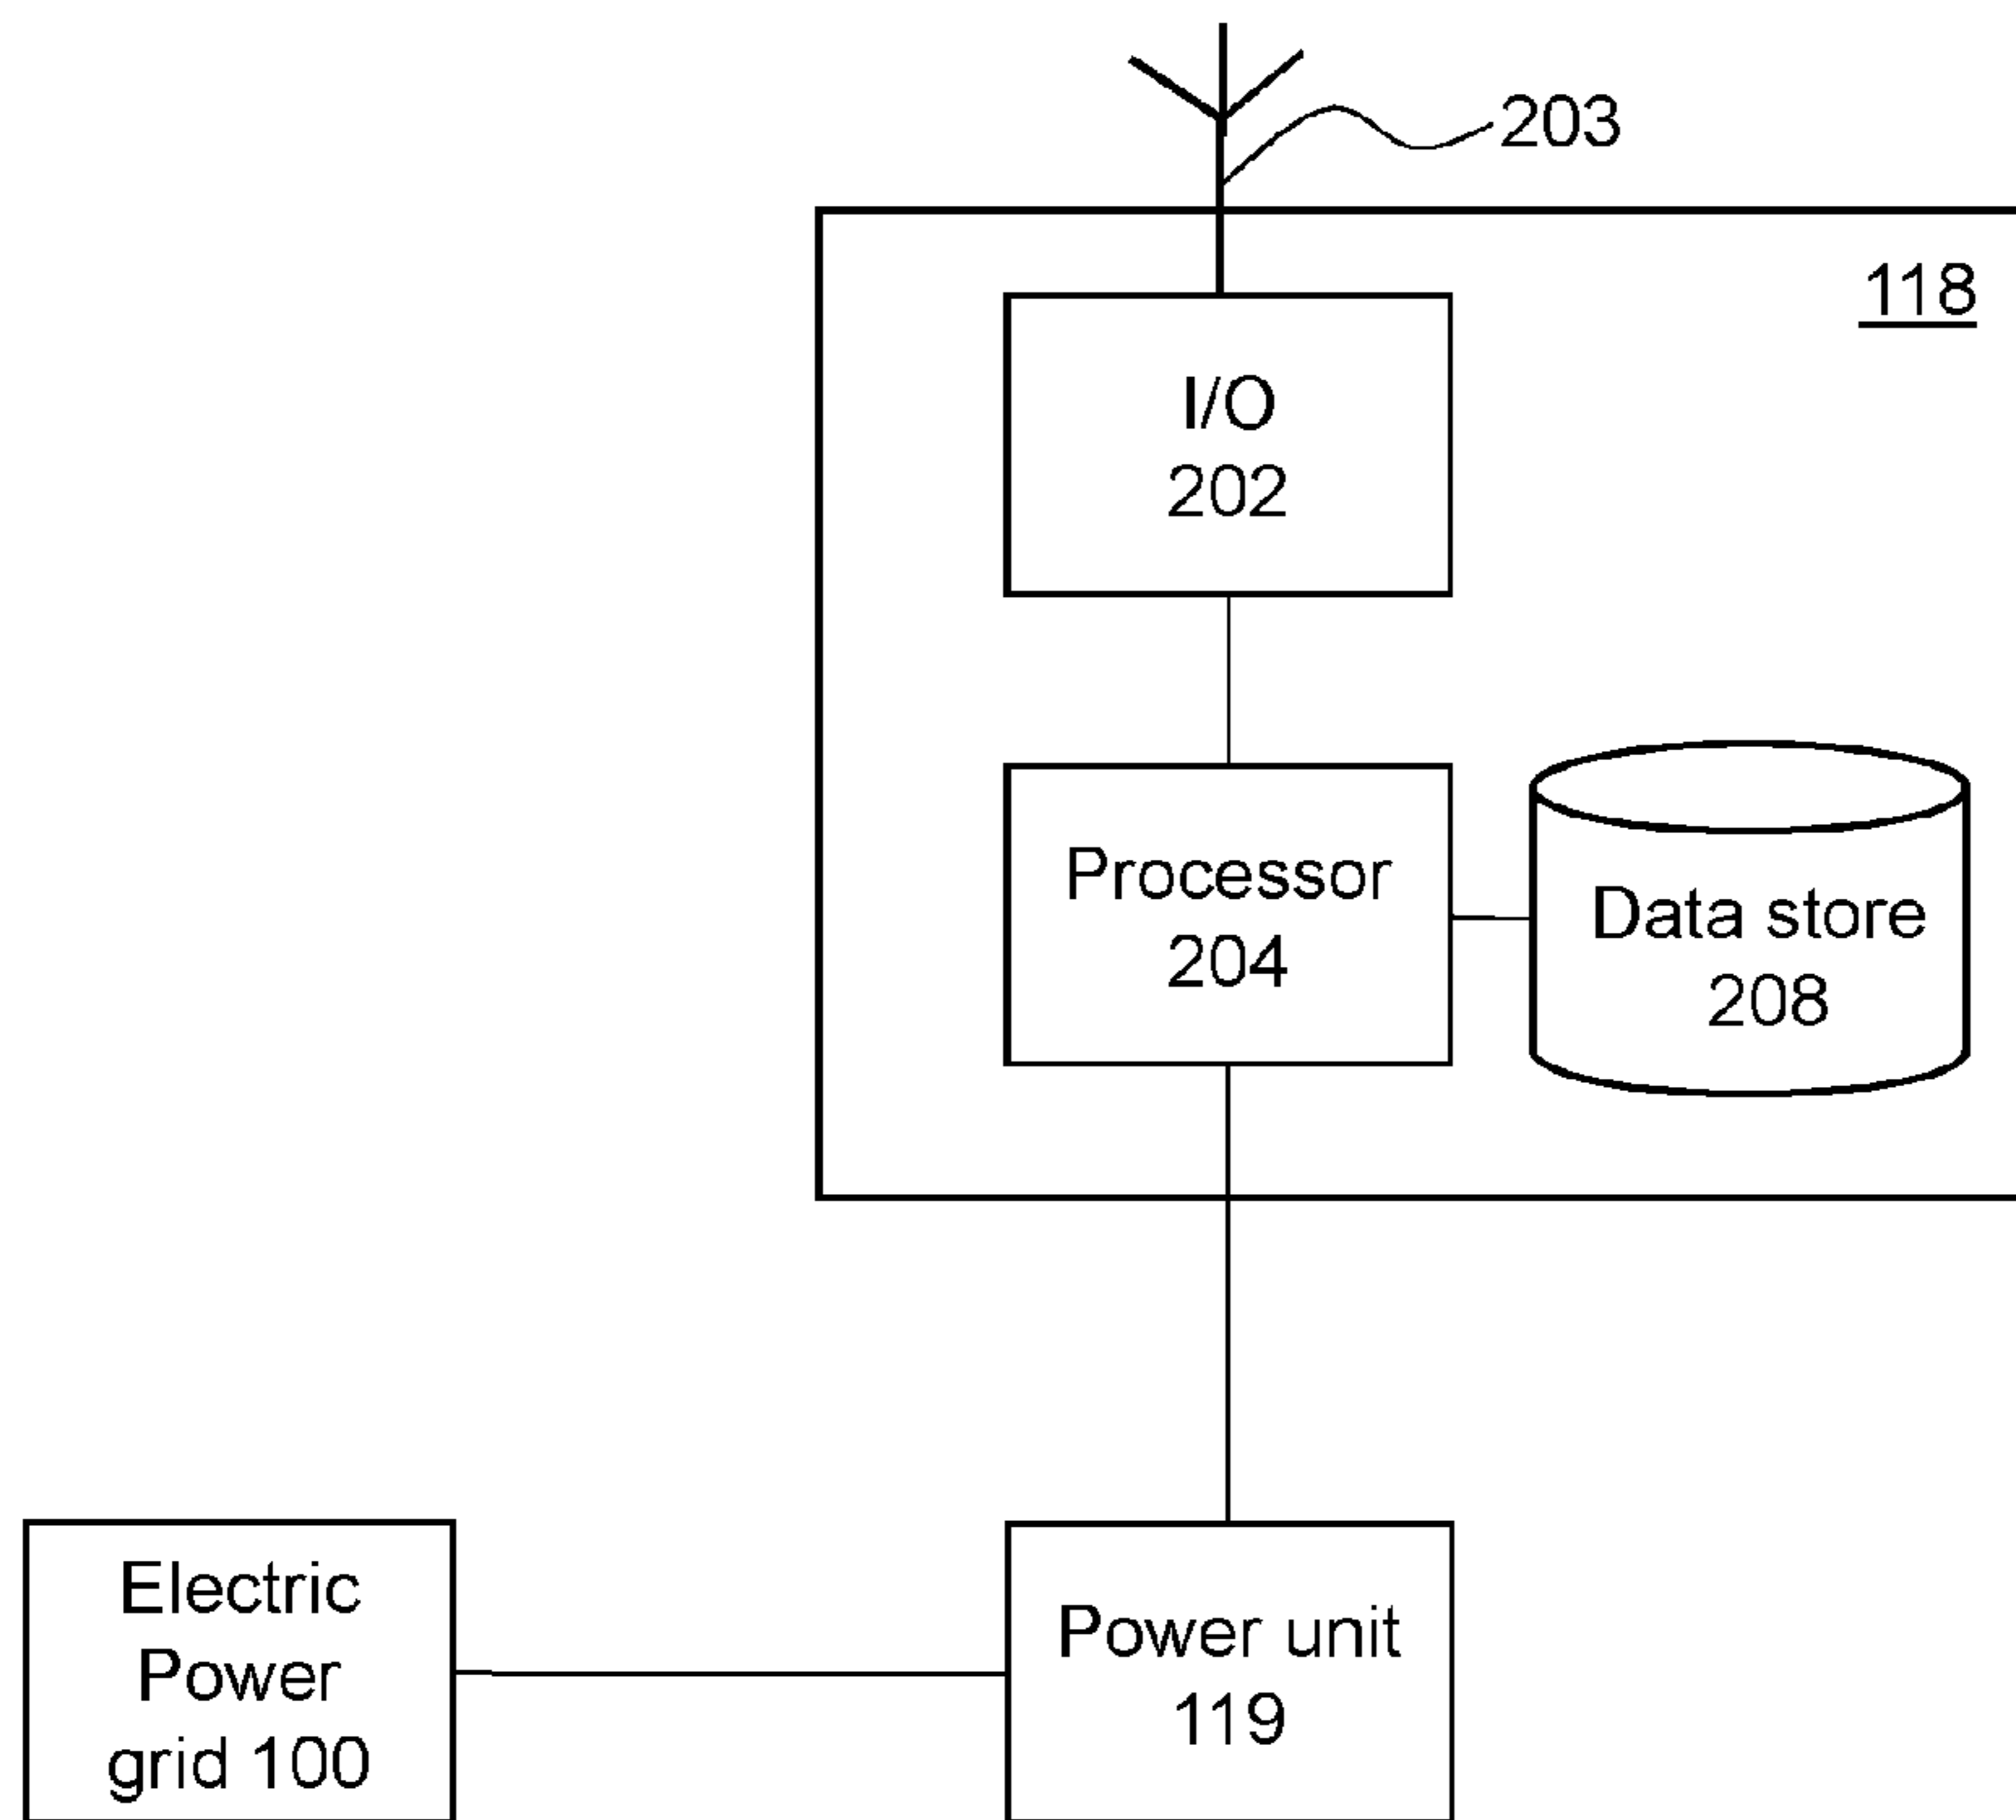 203
118
I/O
202
Processor
204
Data store
208
Electric
Power
grid 100
Power unit
119